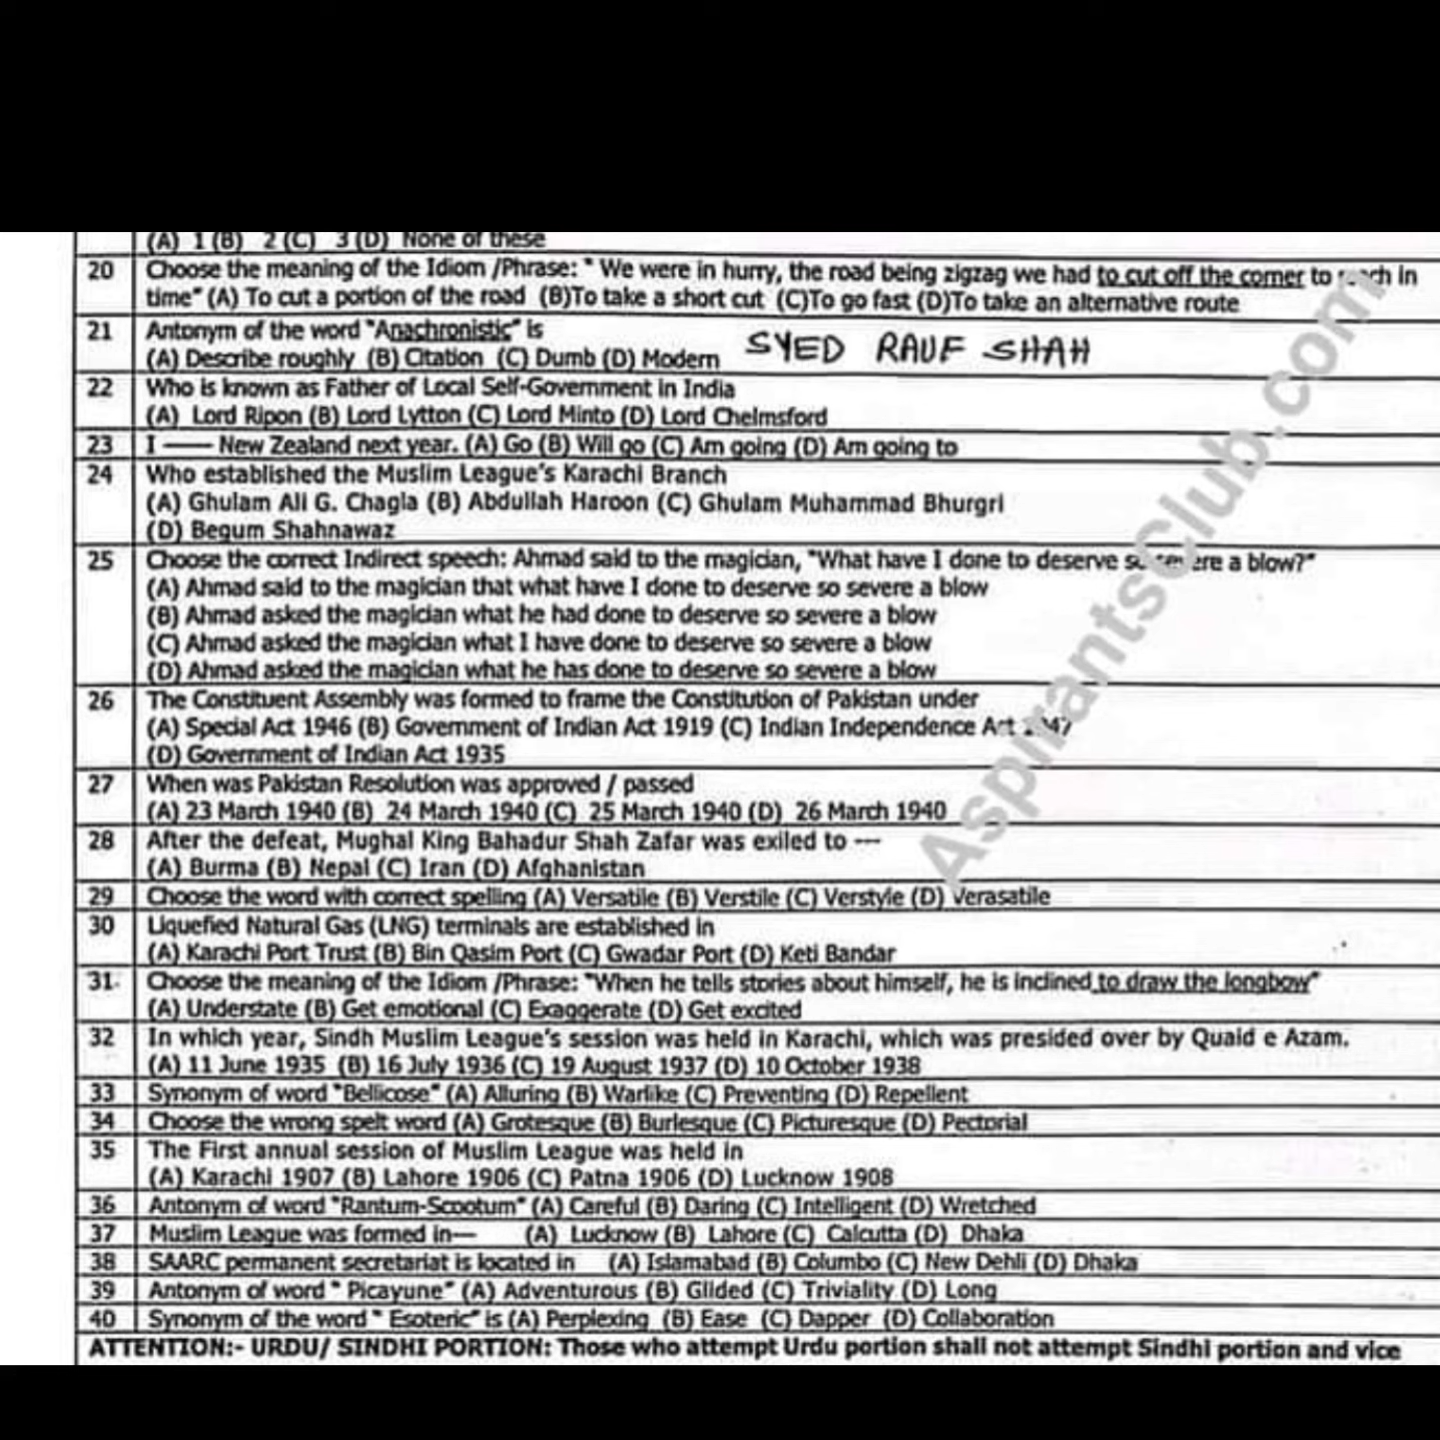 (A) 1 (B) 2 (C) 3 (D) None of these
20 Choose the meaning of the Idiom /Phrase: " We were in hurry, the road being zigzag we had to cut off the corner to reach in
time" (A) To cut a portion of the road (B)To take a short cut (C)To go fast (D)To take an alternative route
21 Antonym of the word "Anachronistic" is
(A) Describe roughly (B) Citation (C) Dumb (D) Modern SYED RAUF SHAH
22 Who is known as Father of Local Self-Government in India
(A) Lord Ripon (B) Lord Lytton (C) Lord Minto (D) Lord Chelmsford
23 I —— New Zealand next year. (A) Go (B) Will go (C) Am going (D) Am going to
24 Who established the Muslim League's Karachi Branch
(A) Ghulam Ali G. Chagla (B) Abdullah Haroon (C) Ghulam Muhammad Bhurgri
(D) Begum Shahnawaz
25 Choose the correct Indirect speech: Ahmad said to the magician, "What have I done to deserve so severe a blow?"
(A) Ahmad said to the magician that what have I done to deserve so severe a blow
(B) Ahmad asked the magician what he had done to deserve so severe a blow
(C) Ahmad asked the magician what I have done to deserve so severe a blow
(D) Ahmad asked the magician what he has done to deserve so severe a blow
26 The Constituent Assembly was formed to frame the Constitution of Pakistan under
(A) Special Act 1946 (B) Government of Indian Act 1919 (C) Indian Independence Act 1947
(D) Government of Indian Act 1935
27 When was Pakistan Resolution was approved / passed
(A) 23 March 1940 (B) 24 March 1940 (C) 25 March 1940 (D) 26 March 1940
28 After the defeat, Mughal King Bahadur Shah Zafar was exiled to ---
(A) Burma (B) Nepal (C) Iran (D) Afghanistan
29 Choose the word with correct spelling (A) Versatile (B) Verstile (C) Verstyle (D) Verasatile
30 Liquefied Natural Gas (LNG) terminals are established in
(A) Karachi Port Trust (B) Bin Qasim Port (C) Gwadar Port (D) Keti Bandar
31. Choose the meaning of the Idiom /Phrase: "When he tells stories about himself, he is inclined to draw the longbow"
(A) Understate (B) Get emotional (C) Exaggerate (D) Get excited
32 In which year, Sindh Muslim League's session was held in Karachi, which was presided over by Quaid e Azam.
(A) 11 June 1935 (B) 16 July 1936 (C) 19 August 1937 (D) 10 October 1938
33 Synonym of word "Bellicose" (A) Alluring (B) Warlike (C) Preventing (D) Repellent
34 Choose the wrong spelt word (A) Grotesque (B) Burlesque (C) Picturesque (D) Pectorial
35 The First annual session of Muslim League was held in
(A) Karachi 1907 (B) Lahore 1906 (C) Patna 1906 (D) Lucknow 1908
36 Antonym of word "Rantum-Scootum" (A) Careful (B) Daring (C) Intelligent (D) Wretched
37 Muslim League was formed in— (A) Lucknow (B) Lahore (C) Calcutta (D) Dhaka
38 SAARC permanent secretariat is located in (A) Islamabad (B) Columbo (C) New Dehli (D) Dhaka
39 Antonym of word " Picayune" (A) Adventurous (B) Gilded (C) Triviality (D) Long
40 Synonym of the word " Esoteric" is (A) Perplexing (B) Ease (C) Dapper (D) Collaboration
ATTENTION:- URDU/ SINDHI PORTION: Those who attempt Urdu portion shall not attempt Sindhi portion and vice
AspirantsClub.com